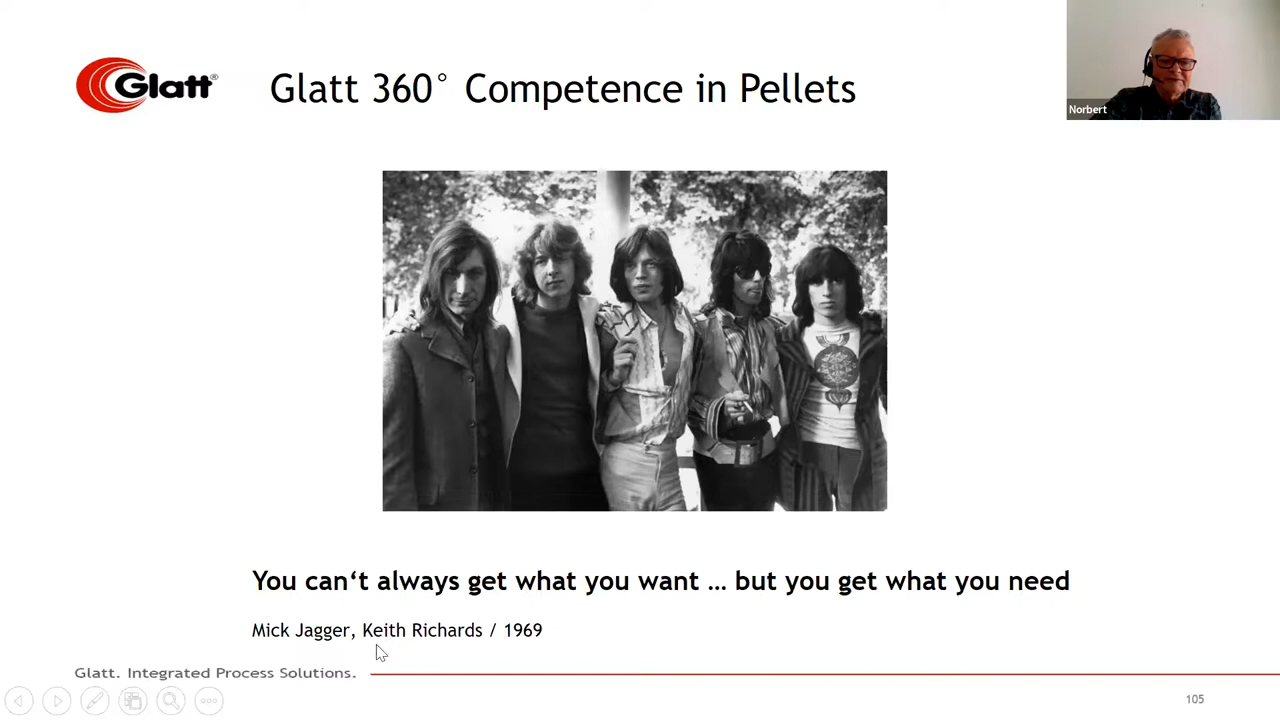 Glatt®
Glatt 360° Competence in Pellets
Norbert
You can‘t always get what you want … but you get what you need
Mick Jagger, Keith Richards / 1969
Glatt. Integrated Process Solutions.
105